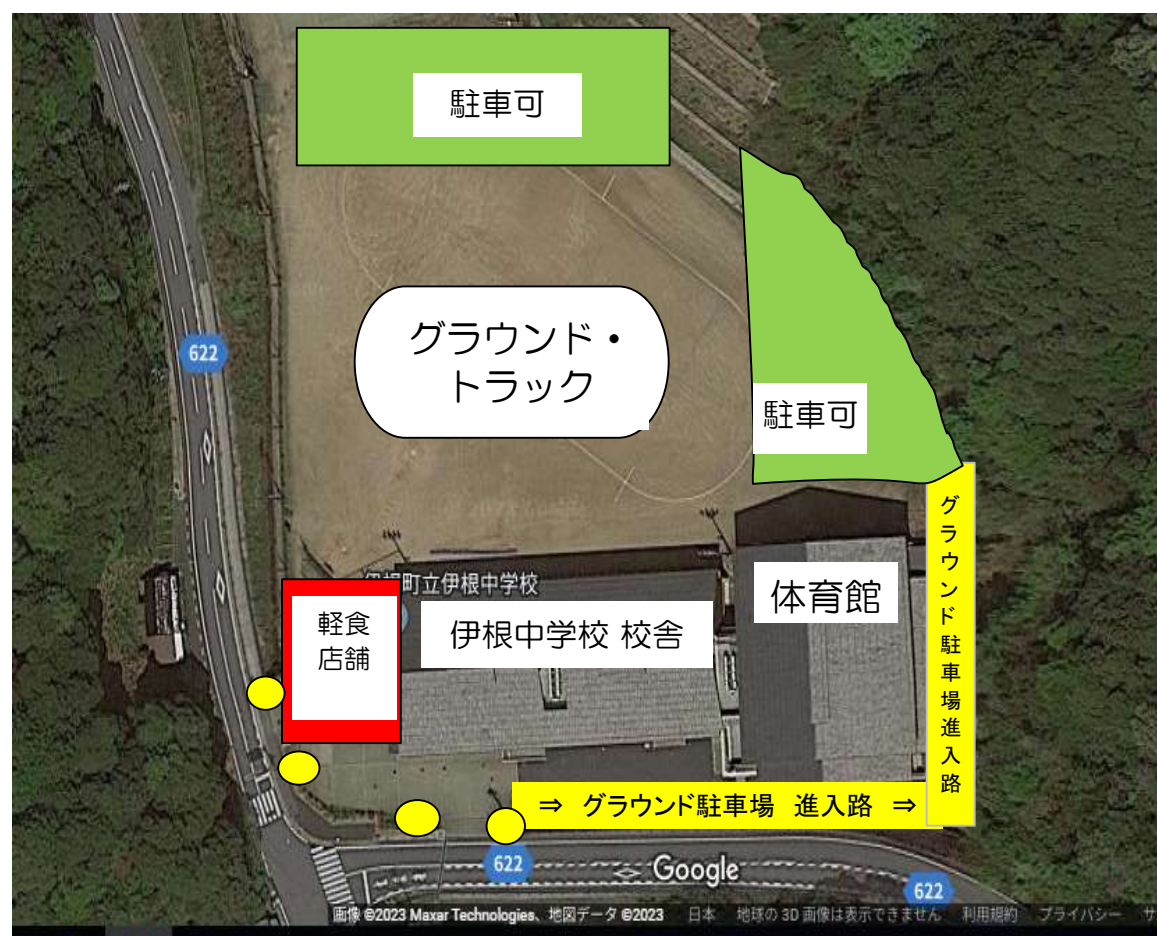 駐車可
グラウンド・
トラック
622
駐車可
グラウンド駐車場進入路
伊根町立伊根中学校
体育館
軽食
店舗
伊根中学校 校舎
⇒ グラウンド駐車場 進入路 ⇒
622
Google
622
画像 ©2023 Maxar Technologies、地図データ ©2023 日本 地球の 3D 画像は表示できません 利用規約 プライバシー サ